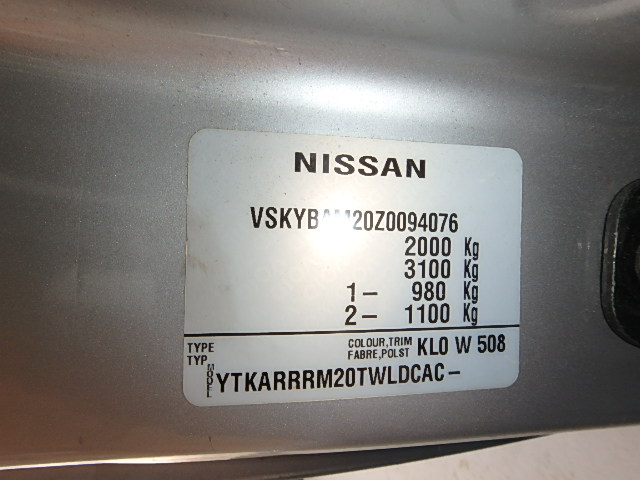 NISSAN
2000 Kg
3100 Kg
1- 980 Kg
2- 1100 Kg
TYPE
TYP
COLOUR,TRIM
FABRE,POLST
KL0 W 508
MODEL
YTKARRRM20TWLDCAC-